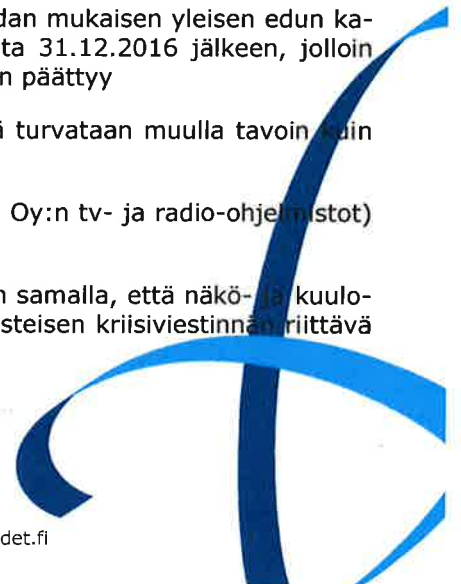 dan mukaisen yleisen edun ka-
ta 31.12.2016 jälkeen, jolloin
n päättyy
ä turvataan muulla tavoin kuin
Oy:n tv- ja radio-ohjelmistot)
n samalla, että näkö- ja kuulo-
steisen kriisiviestinnän riittävä
det.fi